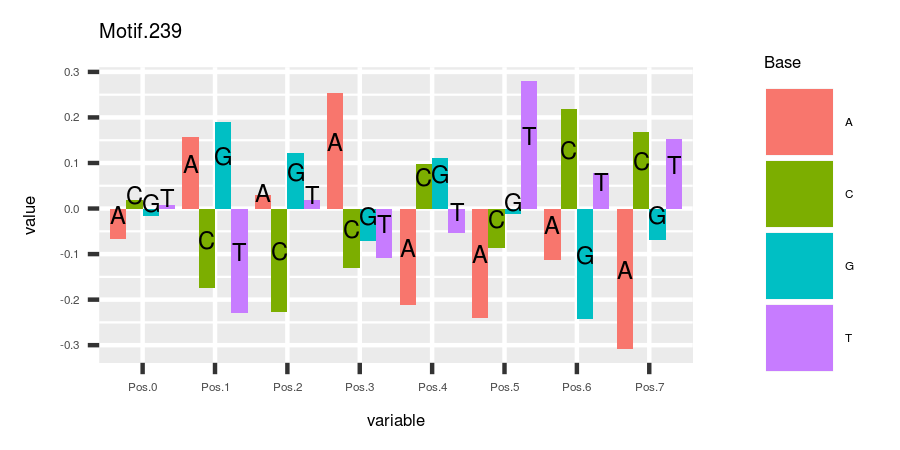 Motif.239
Base
0.3
0.2
0.1
0.0
-0.1
-0.2
-0.3
value
A C G T A C G T A C G T A C G T A C G T A C G T A C G T A C G T
Pos.0 Pos.1 Pos.2 Pos.3 Pos.4 Pos.5 Pos.6 Pos.7
variable
A
C
G
T